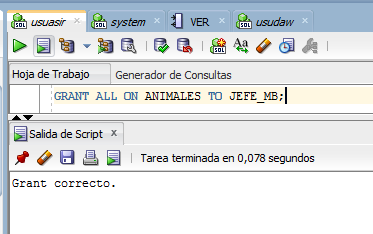 usuasir
system
VER
usudaw
Hoja de Trabajo
Generador de Consultas
GRANT ALL ON ANIMALES TO JEFE_MB;
Salida de Script
Tarea terminada en 0,078 segundos
Grant correcto.